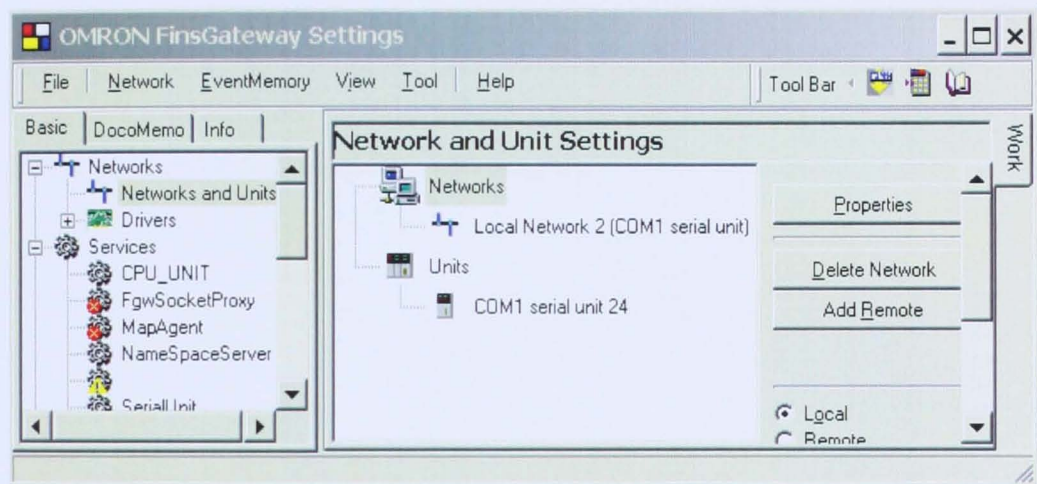 OMRON FinsGateway Settings
File Network EventMemory View Tool Help Tool Bar
Basic DocoMemo Info
Networks
Networks and Units
Drivers
Services
CPU_UNIT
FgwSocketProxy
MapAgent
NameSpaceServer
SerialUnit
Network and Unit Settings
Networks
Local Network 2 (COM1 serial unit)
Units
COM1 serial unit 24
Properties
Delete Network
Add Remote
Local
Remote
Work